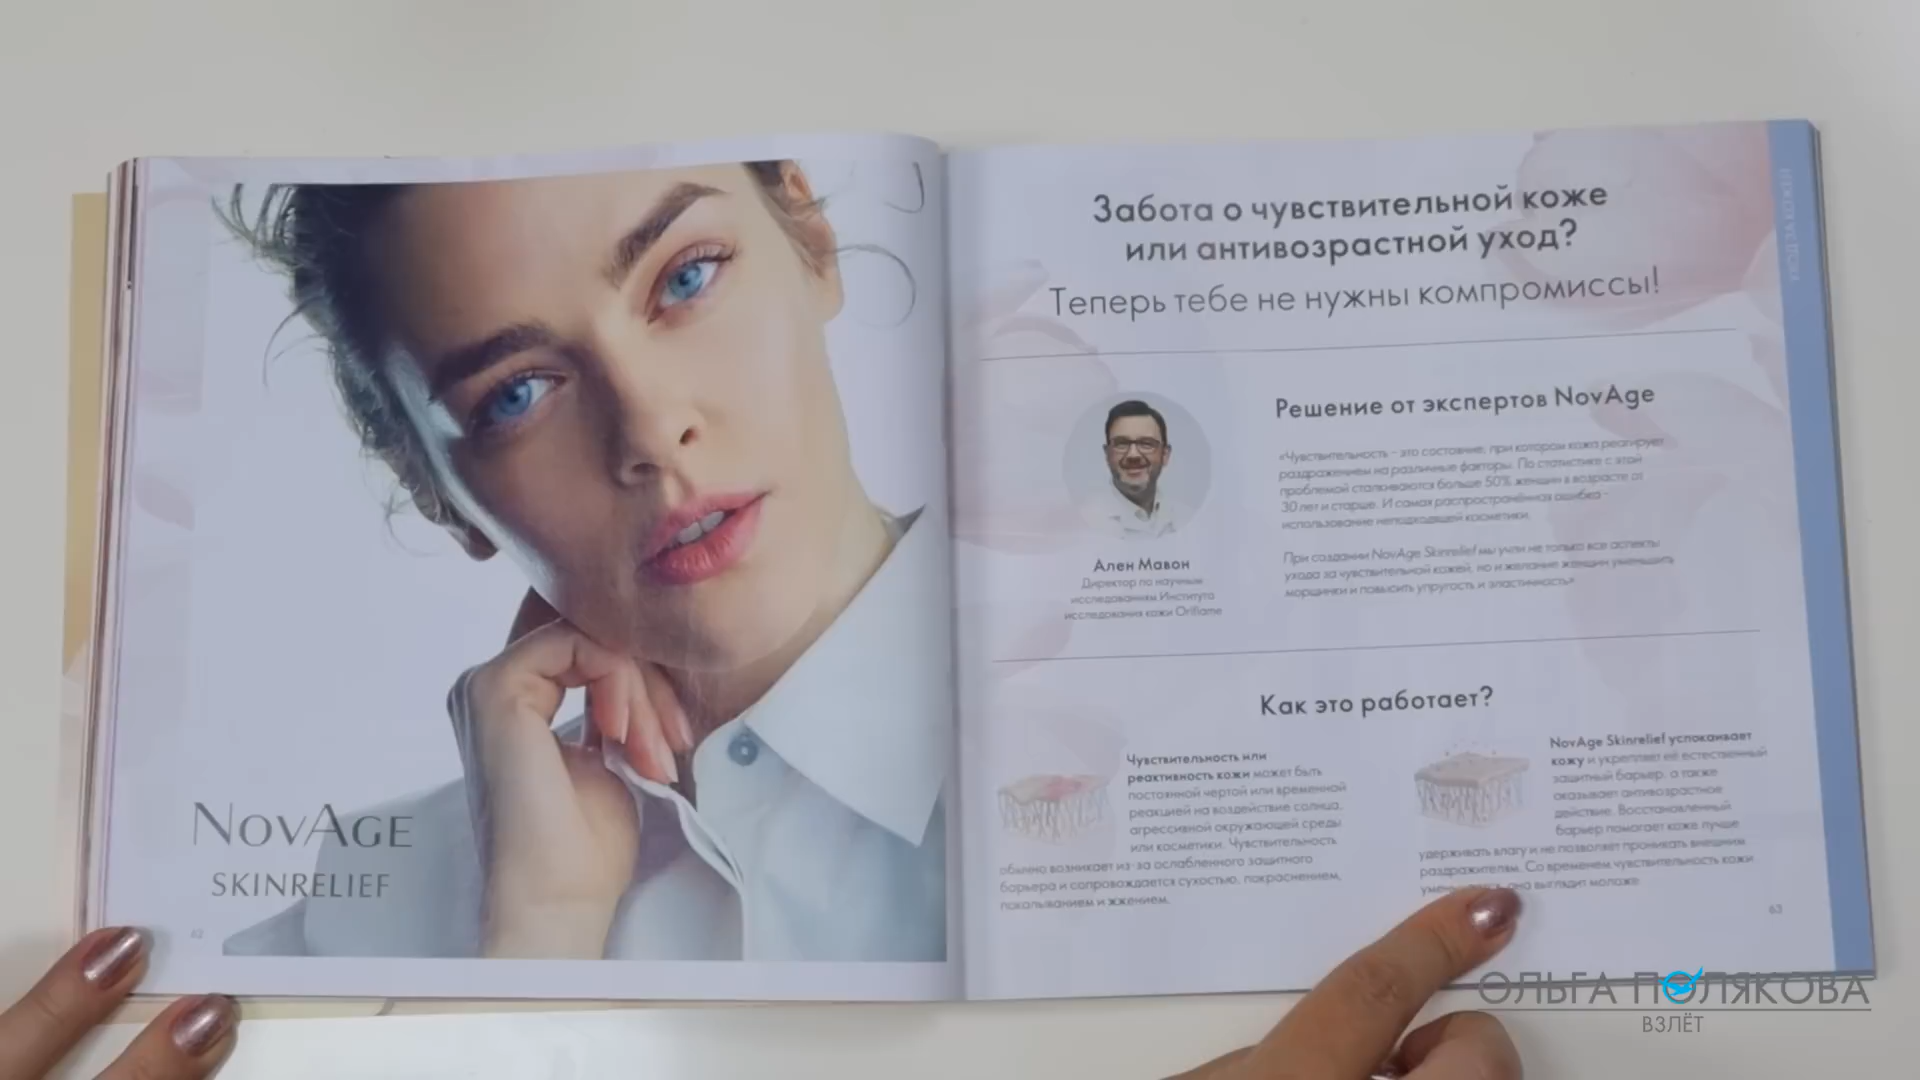 NOVAGE
SKINRELIEF
62
Забота о чувствительной коже
или антивозрастной уход?
Теперь тебе не нужны компромиссы!
УХОД ЗА КОЖЕЙ
Ален Мавон
Директор по научным
исследованиям Института
исследования кожи Oriflame
Решение от экспертов NovAge
«Чувствительность – это состояние, при котором кожа реагирует
раздражением на различные факторы. По статистике с этой
проблемой сталкиваются больше 50% женщин в возрасте от
30 лет и старше. И самая распространённая ошибка –
использование неподходящей косметики.
При создании NovAge Skinrelief мы учли не только все аспекты
ухода за чувствительной кожей, но и желание женщин уменьшить
морщинки и повысить упругость и эластичность»
Как это работает?
Чувствительность или
реактивность кожи может быть
постоянной чертой или временной
реакцией на воздействие солнца,
агрессивной окружающей среды
или косметики. Чувствительность
обычно возникает из-за ослабленного защитного
барьера и сопровождается сухостью, покраснением,
покалыванием и жжением.
NovAge Skinrelief успокаивает
кожу и укрепляет её естественный
защитный барьер, а также
оказывает антивозрастное
действие. Восстановленный
барьер помогает коже лучше
удерживать влагу и не позволяет проникать внешним
раздражителям. Со временем чувствительность кожи
она выглядит моложе.
63
ОЛЬГА ПОЛЯКОВА
ВЗЛЁТ